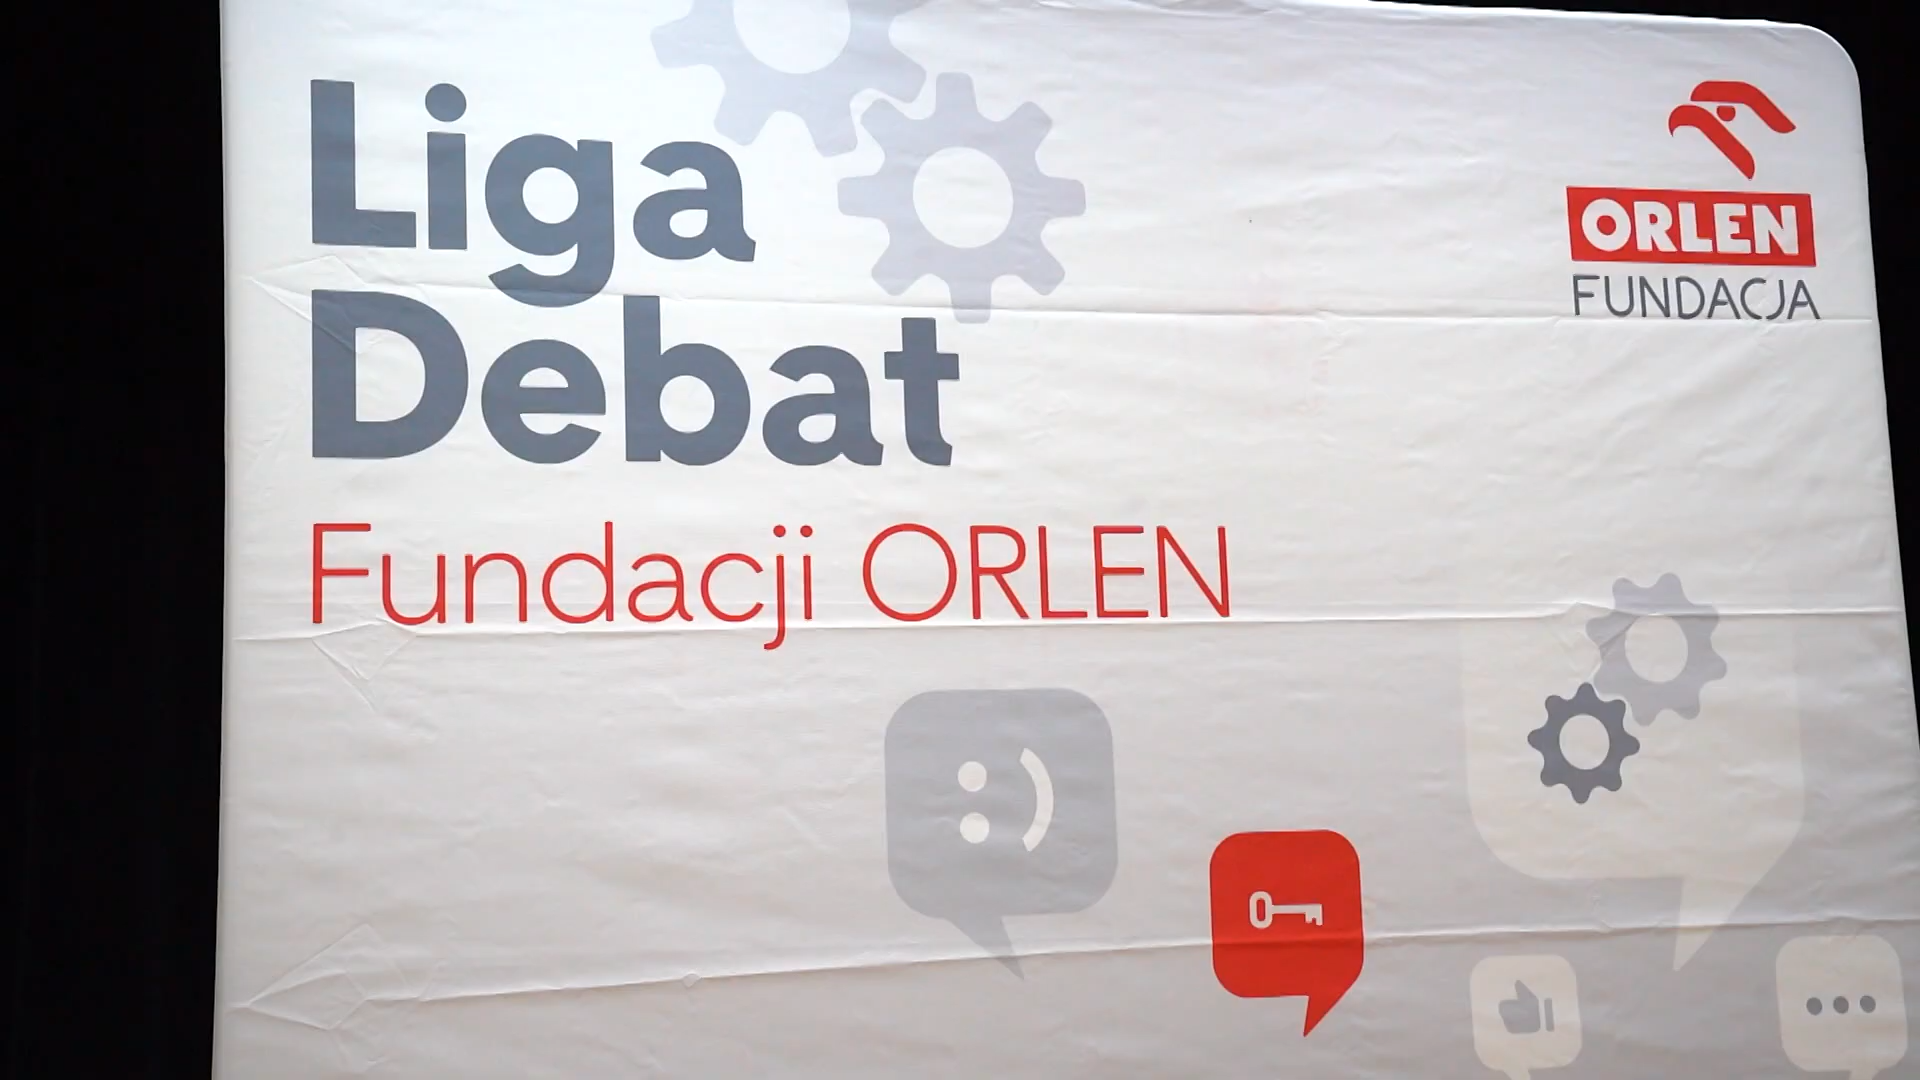 Liga
Debat
Fundacji ORLEN
ORLEN
FUNDACJA
:)